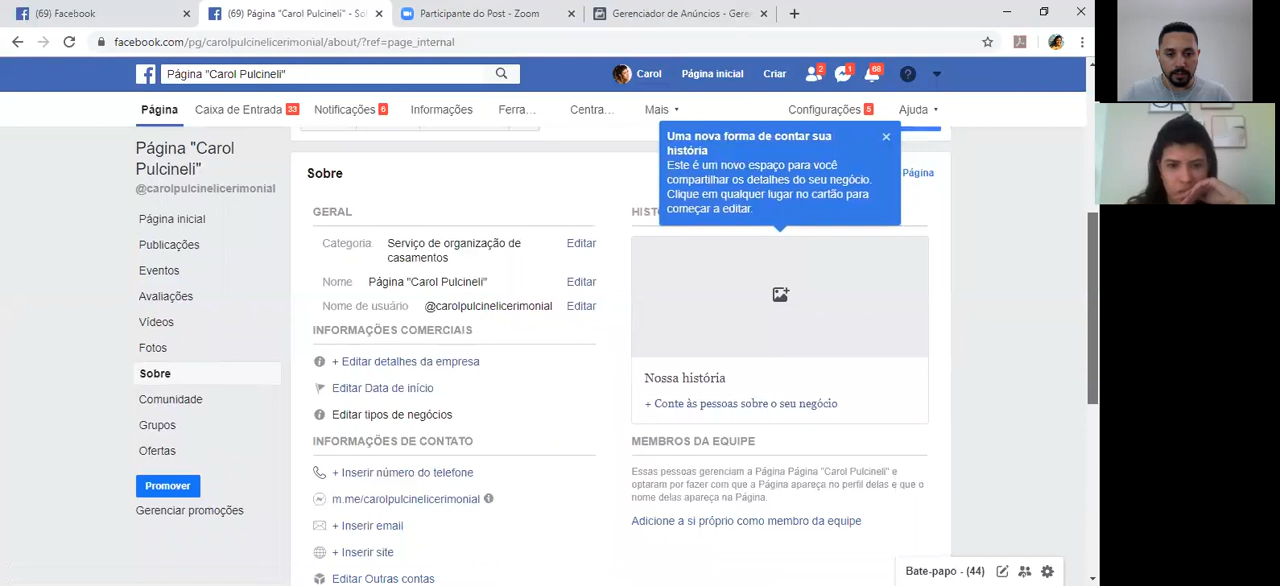 (69) Facebook
(69) Página "Carol Pulcineli" - So
Participante do Post - Zoom
Gerenciador de Anúncios - Geren
facebook.com/pg/carolpulcinelicerimonial/about/?ref=page_internal
Página "Carol Pulcineli"
Carol
Página inicial
Criar
2
1
68
Página
Caixa de Entrada 33
Notificações 6
Informações
Ferra...
Centra...
Mais
Configurações 5
Ajuda
Página "Carol
Pulcineli"
@carolpulcinelicerimonial
Página inicial
Publicações
Eventos
Avaliações
Vídeos
Fotos
Sobre
Comunidade
Grupos
Ofertas
Promover
Gerenciar promoções
Sobre
Página
GERAL
Categoria Serviço de organização de
casamentos
Editar
Nome Página "Carol Pulcineli" Editar
Nome de usuário @carolpulcinelicerimonial Editar
INFORMAÇÕES COMERCIAIS
+ Editar detalhes da empresa
Editar Data de início
Editar tipos de negócios
INFORMAÇÕES DE CONTATO
+ Inserir número do telefone
m.me/carolpulcinelicerimonial
+ Inserir email
+ Inserir site
Editar Outras contas
Uma nova forma de contar sua
história
Este é um novo espaço para você
compartilhar os detalhes do seu negócio.
Clique em qualquer lugar no cartão para
começar a editar.
Nossa história
+ Conte às pessoas sobre o seu negócio
MEMBROS DA EQUIPE
Essas pessoas gerenciam a Página Página "Carol Pulcineli" e
optaram por fazer com que a Página apareça no perfil delas e que o
nome delas apareça na Página.
Adicione a si próprio como membro da equipe
Bate-papo - (44)